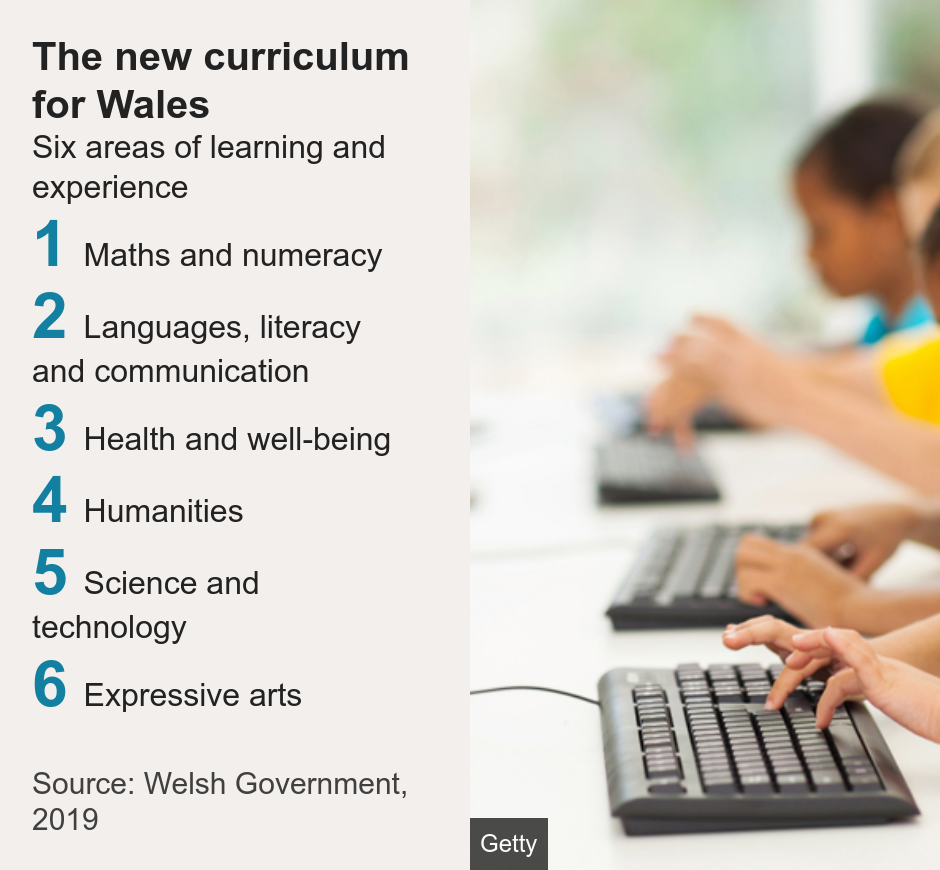 The new curriculum
for Wales
Six areas of learning and
experience
1 Maths and numeracy
2 Languages, literacy
and communication
3 Health and well-being
4 Humanities
5 Science and
technology
6 Expressive arts
Source: Welsh Government,
2019
Getty